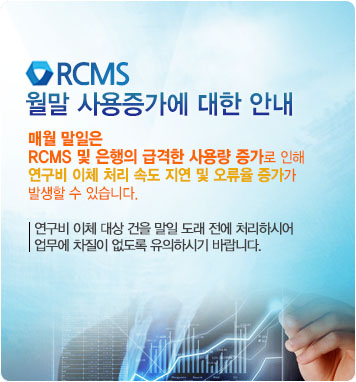 RCMS
월말 사용증가에 대한 안내
매월 말일은
RCMS 및 은행의 급격한 사용량 증가로 인해
연구비 이체 처리 속도 지연 및 오류율 증가가
발생할 수 있습니다.
연구비 이체 대상 건을 말일 도래 전에 처리하시어
업무에 차질이 없도록 유의하시기 바랍니다.